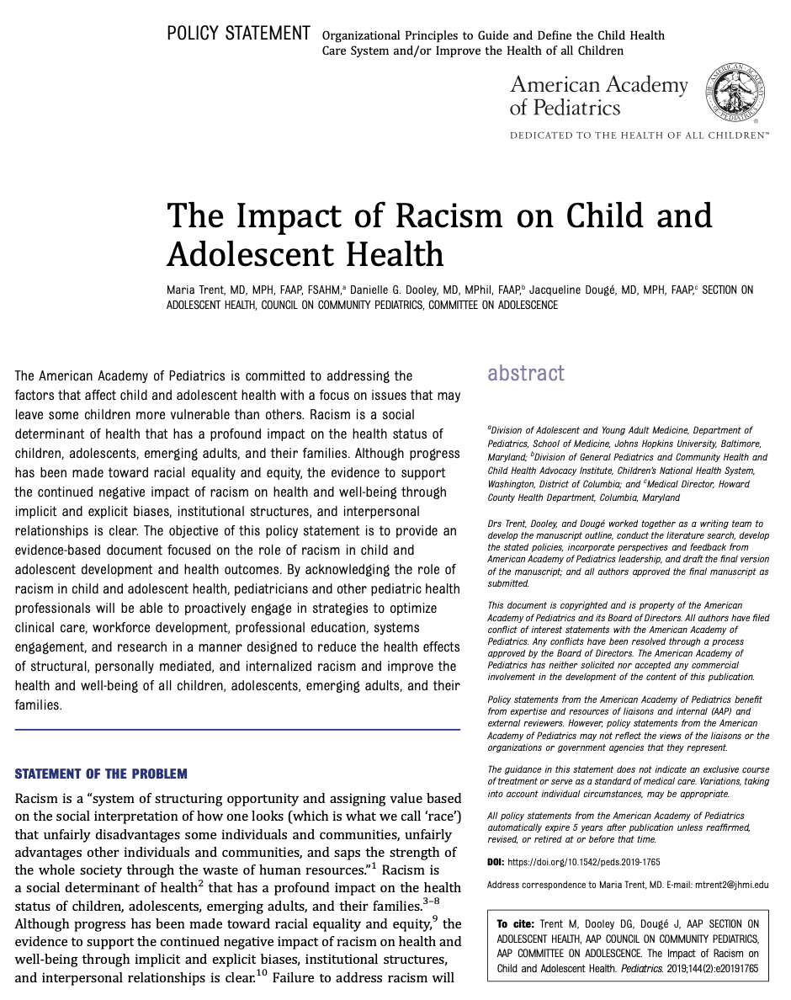 POLICY STATEMENT Organizational Principles to Guide and Define the Child Health
Care System and/or Improve the Health of all Children
American Academy
of Pediatrics
DEDICATED TO THE HEALTH OF ALL CHILDREN™
The Impact of Racism on Child and
Adolescent Health
Maria Trent, MD, MPH, FAAP, FSAHM,ᵃ Danielle G. Dooley, MD, MPhil, FAAP,ᵇ Jacqueline Dougé, MD, MPH, FAAP,ᶜ SECTION ON
ADOLESCENT HEALTH, COUNCIL ON COMMUNITY PEDIATRICS, COMMITTEE ON ADOLESCENCE
The American Academy of Pediatrics is committed to addressing the
factors that affect child and adolescent health with a focus on issues that may
leave some children more vulnerable than others. Racism is a social
determinant of health that has a profound impact on the health status of
children, adolescents, emerging adults, and their families. Although progress
has been made toward racial equality and equity, the evidence to support
the continued negative impact of racism on health and well-being through
implicit and explicit biases, institutional structures, and interpersonal
relationships is clear. The objective of this policy statement is to provide an
evidence-based document focused on the role of racism in child and
adolescent development and health outcomes. By acknowledging the role of
racism in child and adolescent health, pediatricians and other pediatric health
professionals will be able to proactively engage in strategies to optimize
clinical care, workforce development, professional education, systems
engagement, and research in a manner designed to reduce the health effects
of structural, personally mediated, and internalized racism and improve the
health and well-being of all children, adolescents, emerging adults, and their
families.
STATEMENT OF THE PROBLEM
Racism is a “system of structuring opportunity and assigning value based
on the social interpretation of how one looks (which is what we call ‘race’)
that unfairly disadvantages some individuals and communities, unfairly
advantages other individuals and communities, and saps the strength of
the whole society through the waste of human resources.”¹ Racism is
a social determinant of health² that has a profound impact on the health
status of children, adolescents, emerging adults, and their families.³⁻⁸
Although progress has been made toward racial equality and equity,⁹ the
evidence to support the continued negative impact of racism on health and
well-being through implicit and explicit biases, institutional structures,
and interpersonal relationships is clear.¹⁰ Failure to address racism will
abstract
ᵃDivision of Adolescent and Young Adult Medicine, Department of
Pediatrics, School of Medicine, Johns Hopkins University, Baltimore,
Maryland; ᵇDivision of General Pediatrics and Community Health and
Child Health Advocacy Institute, Children’s National Health System,
Washington, District of Columbia; and ᶜMedical Director, Howard
County Health Department, Columbia, Maryland
Drs Trent, Dooley, and Dougé worked together as a writing team to
develop the manuscript outline, conduct the literature search, develop
the stated policies, incorporate perspectives and feedback from
American Academy of Pediatrics leadership, and draft the final version
of the manuscript; and all authors approved the final manuscript as
submitted.
This document is copyrighted and is property of the American
Academy of Pediatrics and its Board of Directors. All authors have filed
conflict of interest statements with the American Academy of
Pediatrics. Any conflicts have been resolved through a process
approved by the Board of Directors. The American Academy of
Pediatrics has neither solicited nor accepted any commercial
involvement in the development of the content of this publication.
Policy statements from the American Academy of Pediatrics benefit
from expertise and resources of liaisons and internal (AAP) and
external reviewers. However, policy statements from the American
Academy of Pediatrics may not reflect the views of the liaisons or the
organizations or government agencies that they represent.
The guidance in this statement does not indicate an exclusive course
of treatment or serve as a standard of medical care. Variations, taking
into account individual circumstances, may be appropriate.
All policy statements from the American Academy of Pediatrics
automatically expire 5 years after publication unless reaffirmed,
revised, or retired at or before that time.
DOI: https://doi.org/10.1542/peds.2019-1765
Address correspondence to Maria Trent, MD. E-mail: mtrent2@jhmi.edu
To cite: Trent M, Dooley DG, Dougé J, AAP SECTION ON
ADOLESCENT HEALTH, AAP COUNCIL ON COMMUNITY PEDIATRICS,
AAP COMMITTEE ON ADOLESCENCE. The Impact of Racism on
Child and Adolescent Health. Pediatrics. 2019;144(2):e20191765